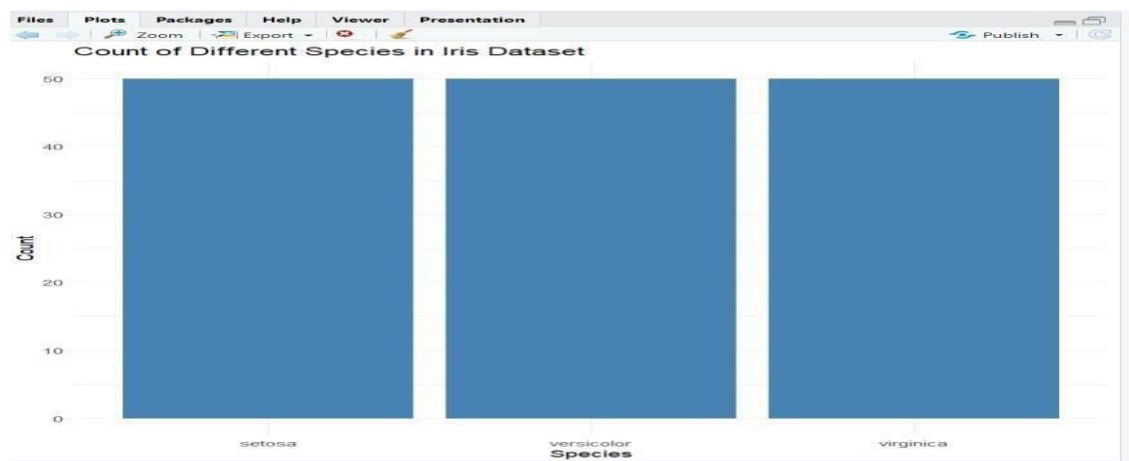 Files Plots Packages Help Viewer Presentation
Zoom Export Publish
Count of Different Species in Iris Dataset
50
40
30
20
10
0
Count
setosa versicolor virginica
Species